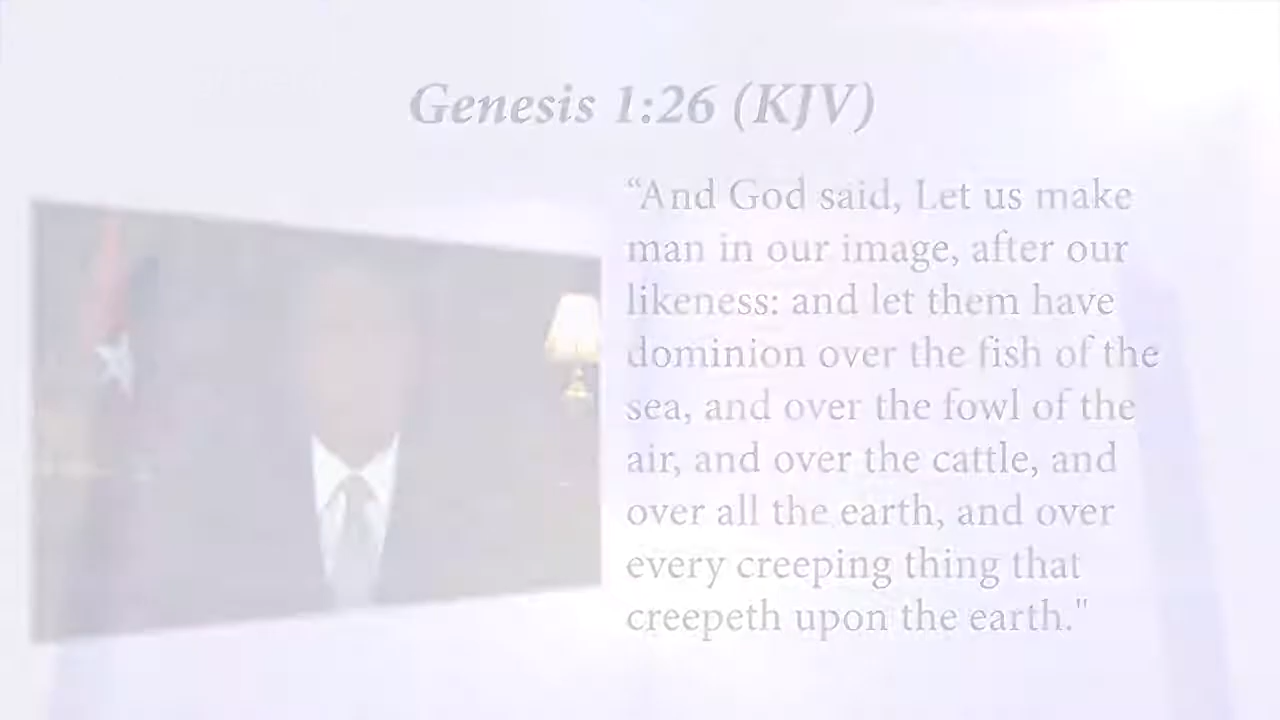 Genesis 1:26 (KJV)
“And God said, Let us make
man in our image, after our
likeness: and let them have
dominion over the fish of the
sea, and over the fowl of the
air, and over the cattle, and
over all the earth, and over
every creeping thing that
creepeth upon the earth."